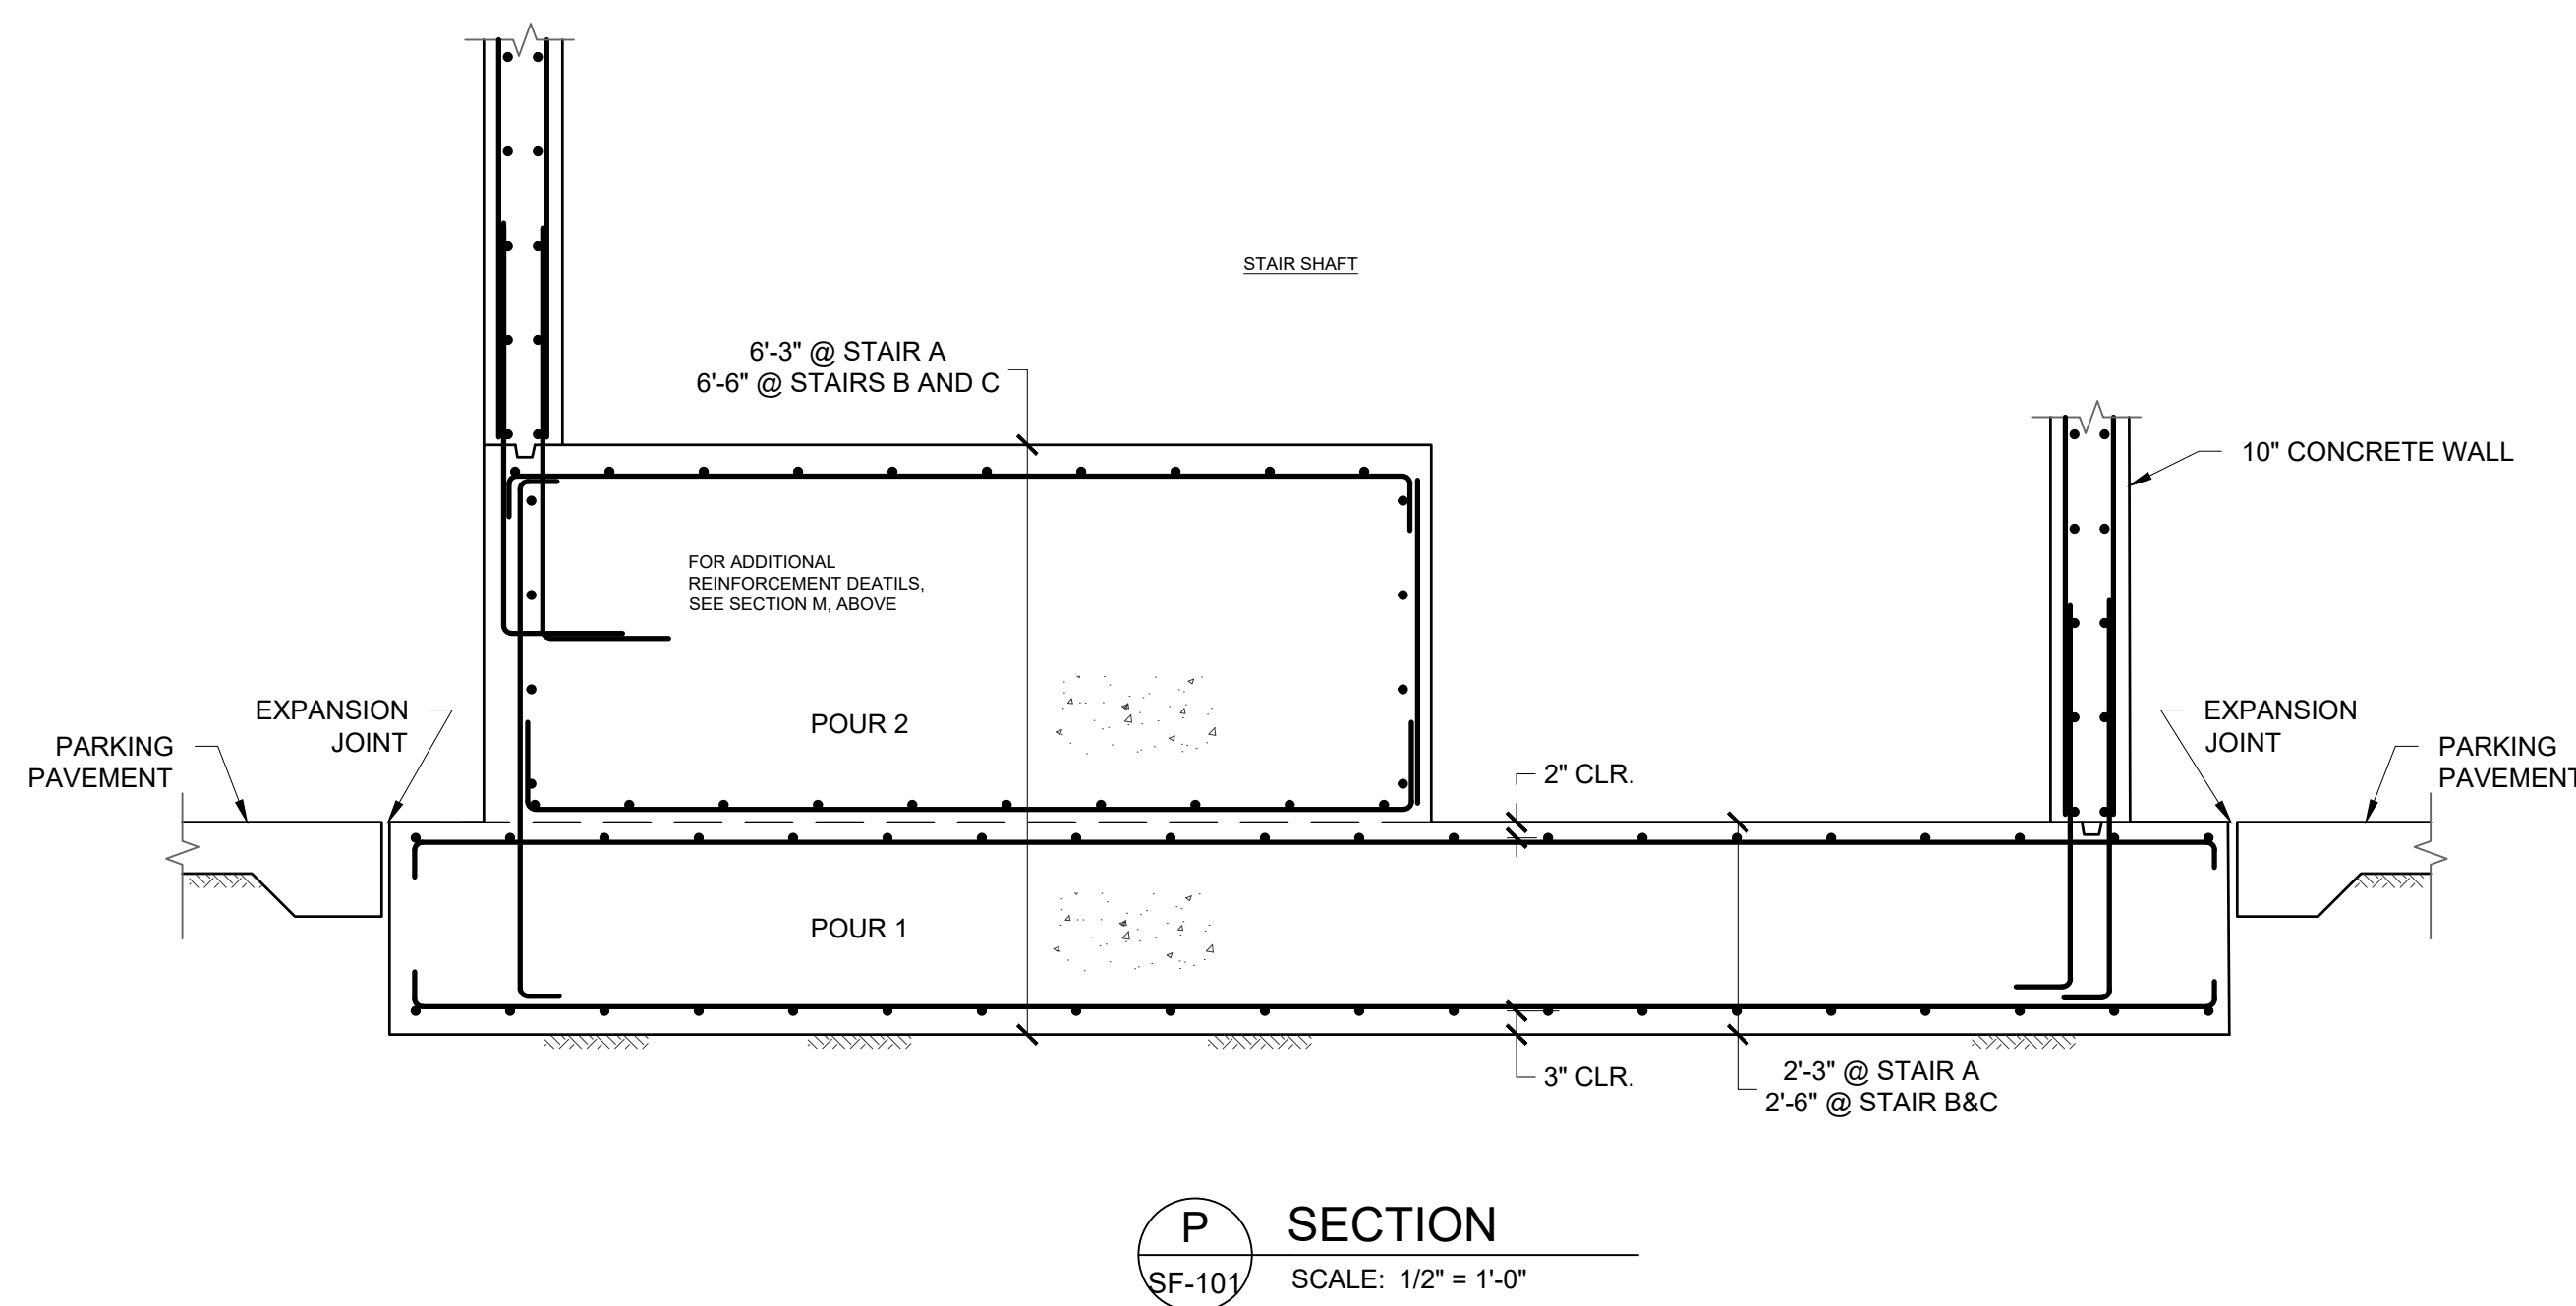 STAIR SHAFT
6'-3" @ STAIR A
6'-6" @ STAIRS B AND C
10" CONCRETE WALL
FOR ADDITIONAL
REINFORCEMENT DEATILS,
SEE SECTION M, ABOVE
EXPANSION
JOINT
PARKING
PAVEMENT
POUR 2
2" CLR.
EXPANSION
JOINT
PARKING
PAVEMENT
POUR 1
3" CLR.
2'-3" @ STAIR A
2'-6" @ STAIR B&C
P
SF-101
SECTION
SCALE: 1/2" = 1'-0"